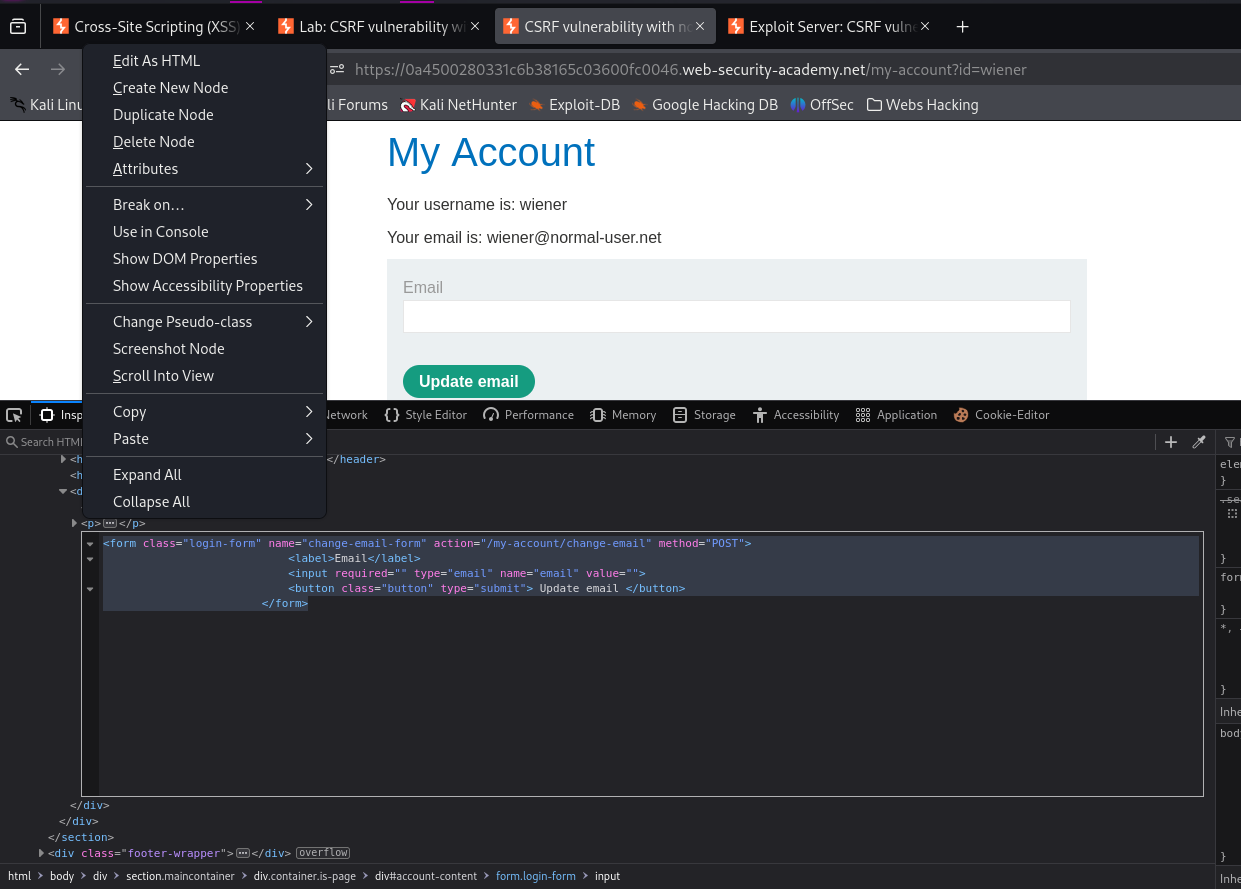 Cross-Site Scripting (XSS)
Lab: CSRF vulnerability w
CSRF vulnerability with no
Exploit Server: CSRF vulne
https://0a4500280331c6b38165c03600fc0046.web-security-academy.net/my-account?id=wiener
Kali Linu
li Forums
Kali NetHunter
Exploit-DB
Google Hacking DB
OffSec
Webs Hacking
Edit As HTML
Create New Node
Duplicate Node
Delete Node
Attributes
Break on…
Use in Console
Show DOM Properties
Show Accessibility Properties
Change Pseudo-class
Screenshot Node
Scroll Into View
Copy
Paste
Expand All
Collapse All
My Account
Your username is: wiener
Your email is: wiener@normal-user.net
Email
Update email
Insp
Network
Style Editor
Performance
Memory
Storage
Accessibility
Application
Cookie-Editor
Search HTM
<h
</header>
<h
<d
<p>
</p>
<form class="login-form" name="change-email-form" action="/my-account/change-email" method="POST">
<label>Email</label>
<input required="" type="email" name="email" value="">
<button class="button" type="submit"> Update email </button>
</form>
</div>
</div>
</section>
<div class="footer-wrapper">
</div>
overflow
html
body
div
section.maincontainer
div.container.is-page
div#account-content
form.login-form
input
ele
}
.se
}
for
}
*,
}
Inhe
body
}
Inhe